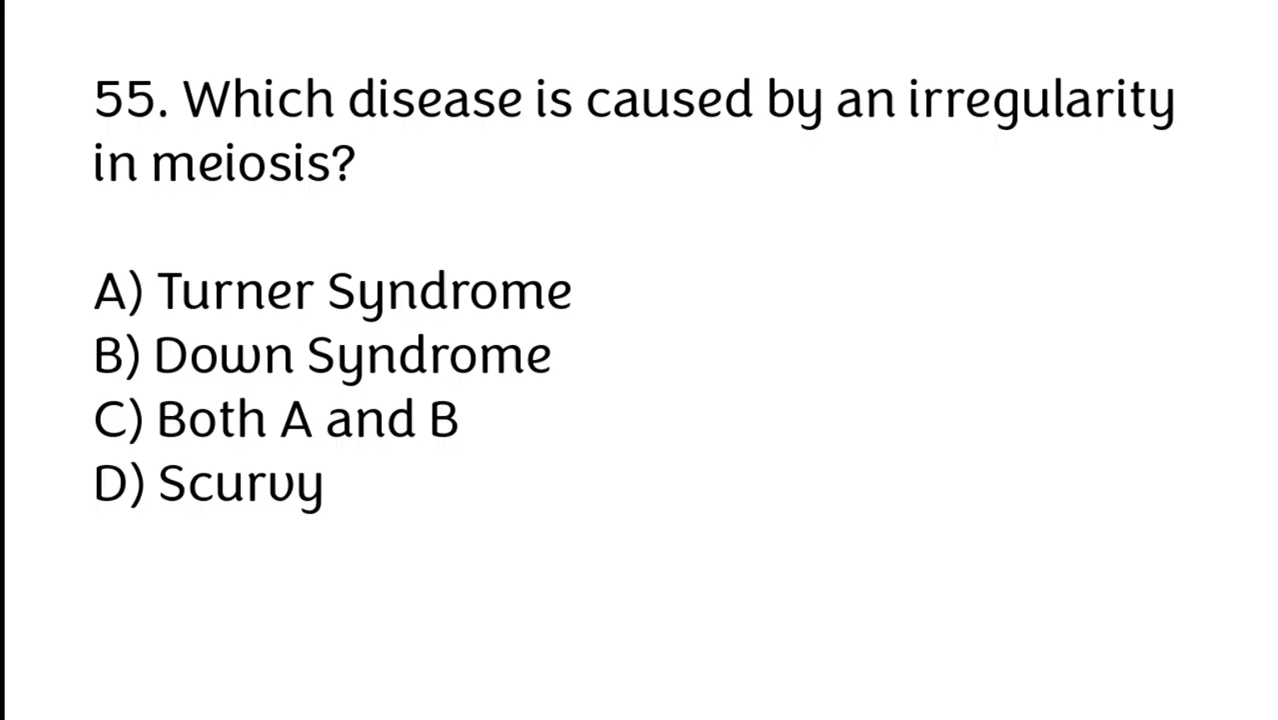 55. Which disease is caused by an irregularity
in meiosis?
A) Turner Syndrome
B) Down Syndrome
C) Both A and B
D) Scurvy